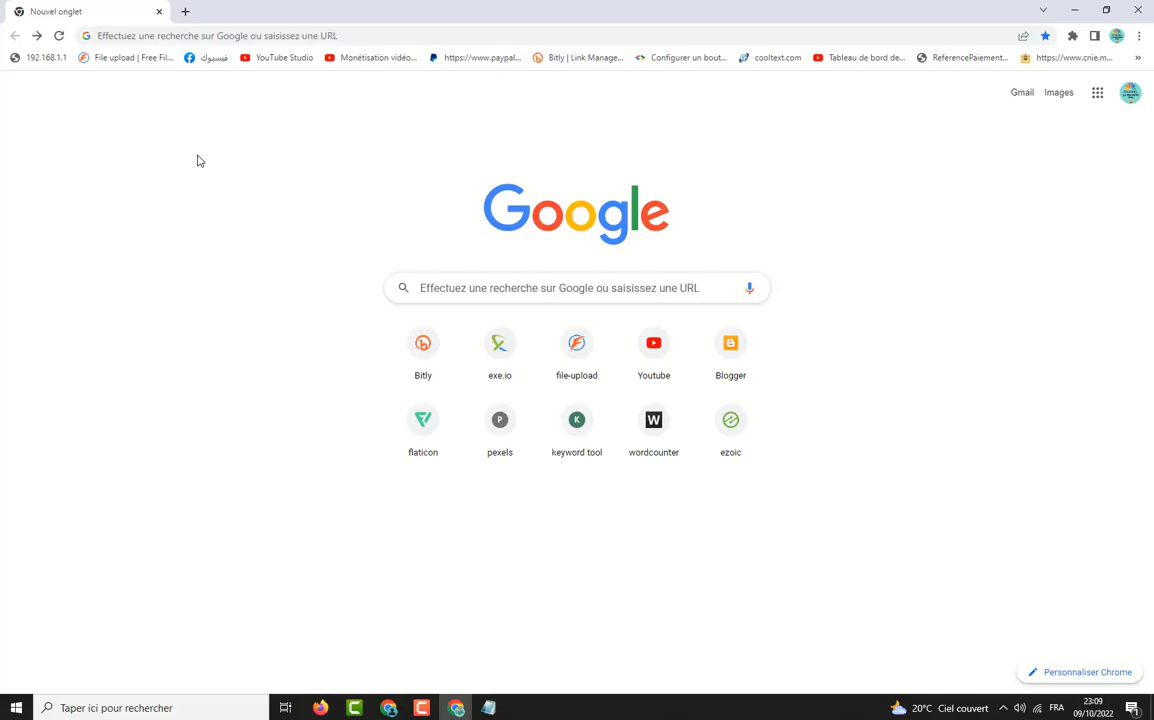 Nouvel onglet
Effectuez une recherche sur Google ou saisissez une URL
192.168.1.1 File upload | Free Fil... فيسبوك YouTube Studio Monétisation vidéo... https://www.paypal... Bitly | Link Manage... Configurer un bout... cooltext.com Tableau de bord de... ReferencePaiement... https://www.cnie.m... »
Gmail Images
Google
Effectuez une recherche sur Google ou saisissez une URL
Bitly exe.io file-upload Youtube Blogger
P K W
flaticon pexels keyword tool wordcounter ezoic
Personnaliser Chrome
Taper ici pour rechercher
20°C Ciel couvert FRA
23:09
09/10/2022
1